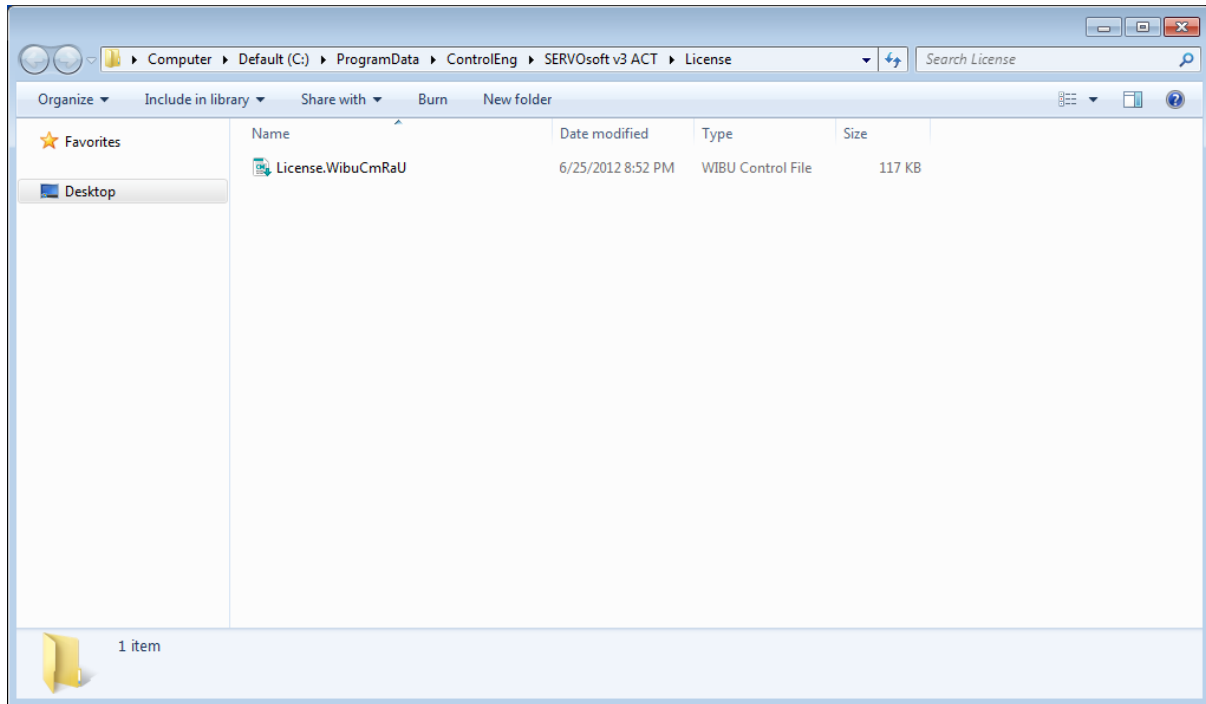 Computer Default (C:) ProgramData ControlEng SERVOsoft v3 ACT License Search License
Organize Include in library Share with Burn New folder
Favorites
Desktop
Name Date modified Type Size
License.WibuCmRaU 6/25/2012 8:52 PM WIBU Control File 117 KB
1 item